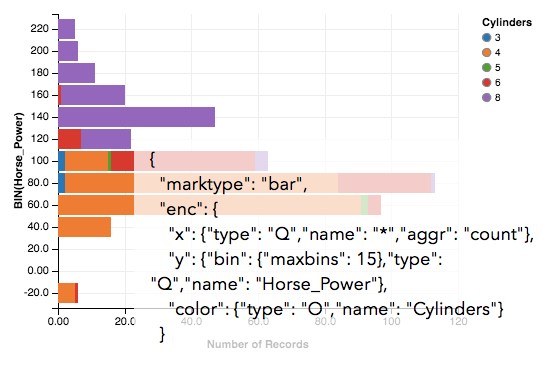 Cylinders
3
4
5
6
8
BIN(Horse_Power)
220
200
180
160
140
120
100
80.0
60.0
40.0
20.0
0.00
-20.0
{
"marktype": "bar",
"enc": {
"x": {"type": "Q","name": "*","aggr": "count"},
"y": {"bin": {"maxbins": 15},"type":
"Q","name": "Horse_Power"},
"color": {"type": "O","name": "Cylinders"}
}
0.00 20.0 40.0 60.0 80.0 100 120
Number of Records